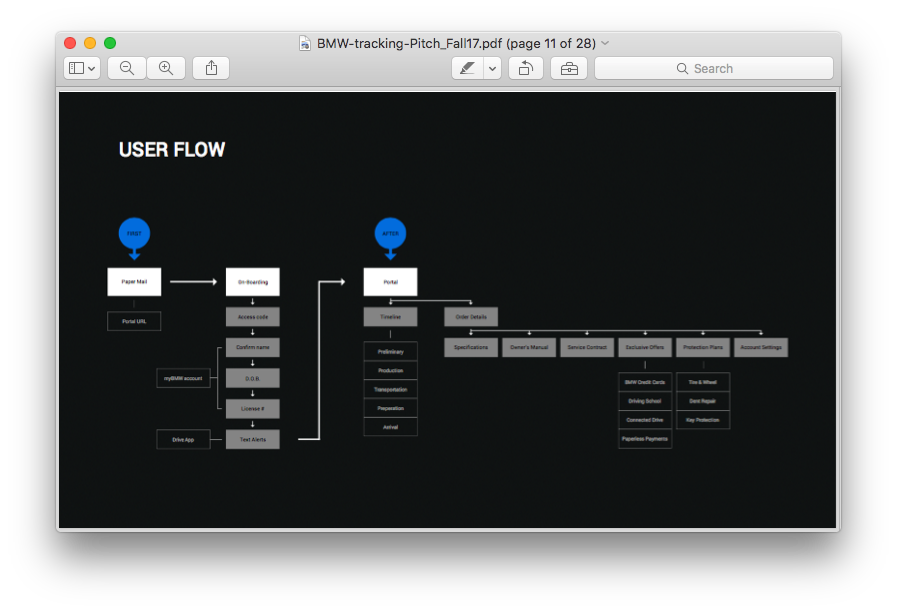 BMW-tracking-Pitch_Fall17.pdf (page 11 of 28)
Search
USER FLOW
FIRST
Paper Mail
Portal URL
On-Boarding
Access code
Confirm name
myBMW account
D.O.B.
License #
Drive App
Text Alerts
AFTER
Portal
Timeline
Preliminary
Production
Transportation
Preparation
Arrival
Order Details
Specifications
Owner's Manual
Service Contract
Exclusive Offers
Protection Plans
Account Settings
BMW Credit Cards
Driving School
Connected Drive
Paperless Payments
Tire & Wheel
Dent Repair
Key Protection